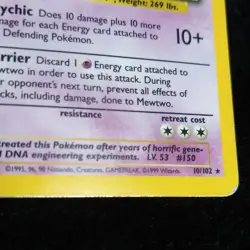 Weight: 269 lbs.
ychic Does 10 damage plus 10 more
mage for each Energy card attached to
Defending Pokémon.
10+
rrier Discard 1 Energy card attached to
wtwo in order to use this attack. During
r opponent's next turn, prevent all effects of
cks, including damage, done to Mewtwo.
resistance
retreat cost
created this Pokémon after years of horrific gene-
d DNA engineering experiments. LV. 53 #150
©1995, 96, 98 Nintendo, Creatures, GAMEFREAK. ©1999 Wizards.
10/102 ★